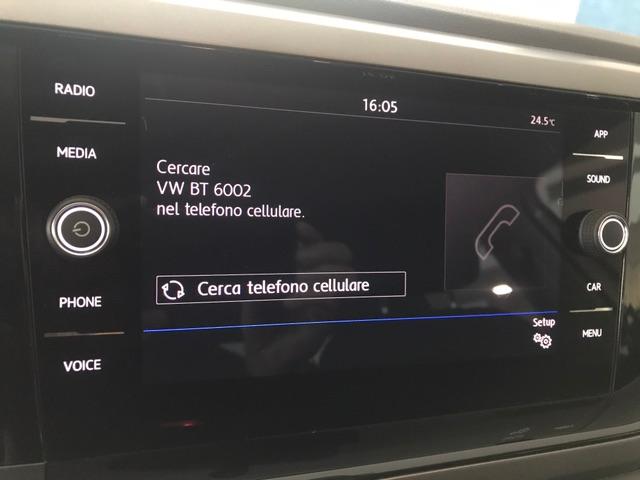 RADIO
MEDIA
PHONE
VOICE
16:05
24.5°C
Cercare
VW BT 6002
nel telefono cellulare.
Cerca telefono cellulare
Setup
APP
SOUND
CAR
MENU